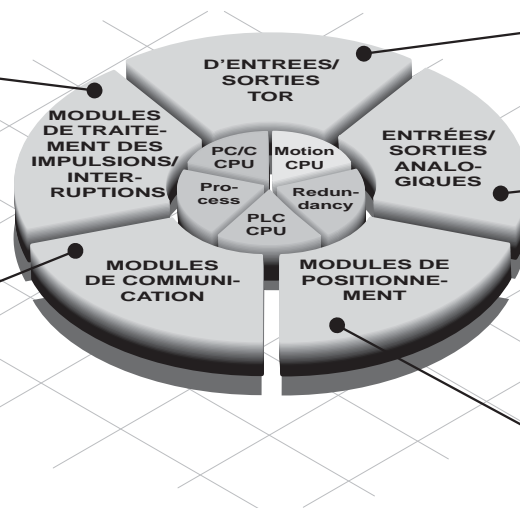 D'ENTREES/
SORTIES
TOR
MODULES
DE TRAITE-
MENT DES
IMPULSIONS/
INTER-
RUPTIONS
ENTRÉES/
SORTIES
ANALO-
GIQUES
PC/C
CPU
Motion
CPU
Pro-
cess
Redun-
dancy
PLC
CPU
MODULES
DE COMMUNI-
CATION
MODULES DE
POSITIONNE-
MENT